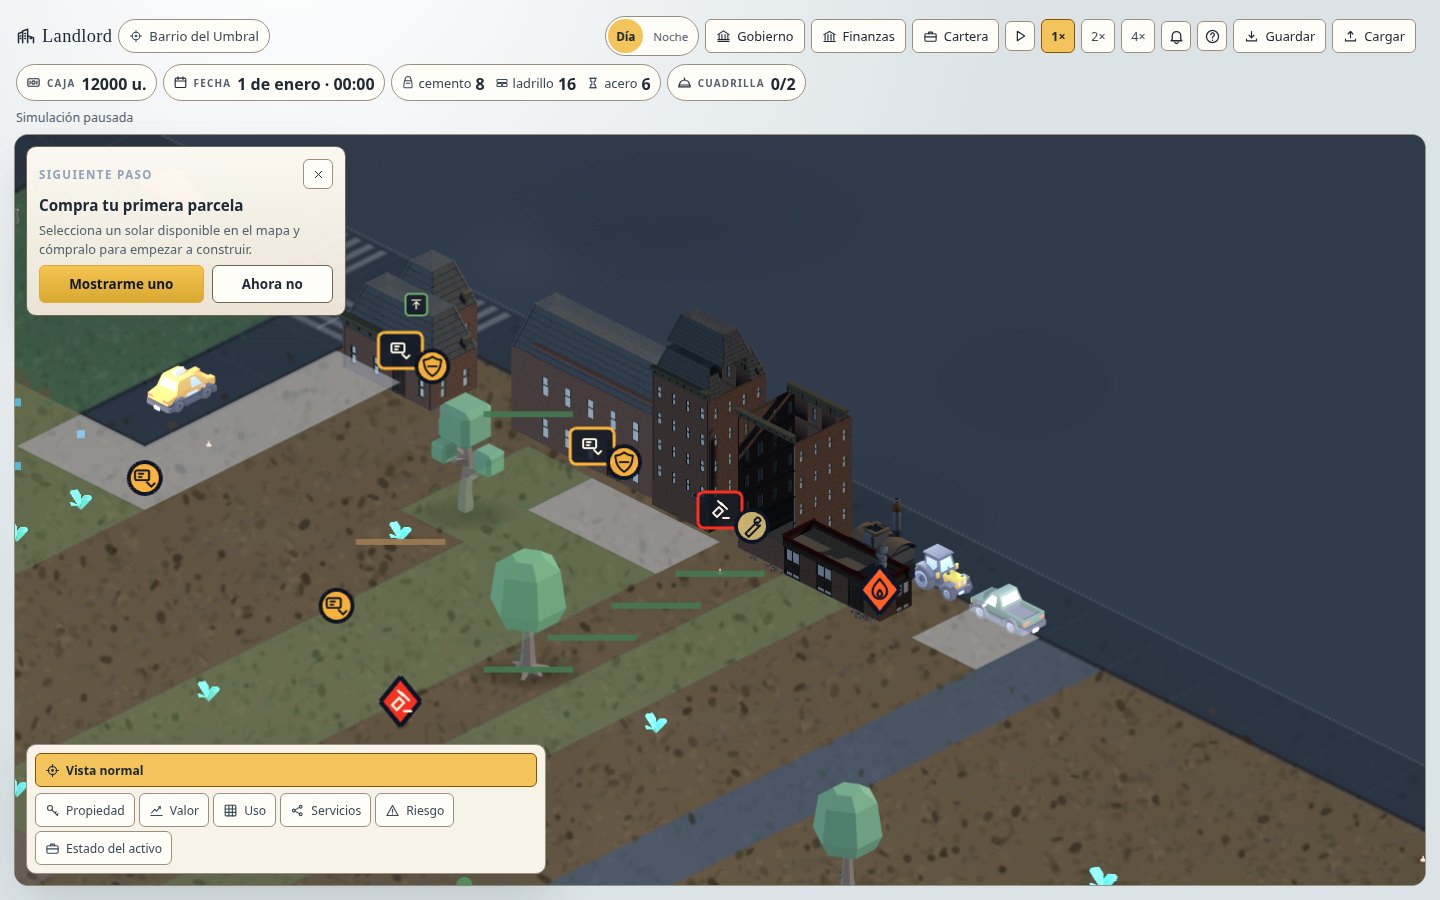 Landlord
Barrio del Umbral
Día
Noche
Gobierno
Finanzas
Cartera
1×
2×
4×
Guardar
Cargar
CAJA 12000 u.
FECHA 1 de enero · 00:00
cemento 8 ladrillo 16 acero 6
CUADRILLA 0/2
Simulación pausada
SIGUIENTE PASO
Compra tu primera parcela
Selecciona un solar disponible en el mapa y
cómpralo para empezar a construir.
Mostrarme uno
Ahora no
Vista normal
Propiedad
Valor
Uso
Servicios
Riesgo
Estado del activo